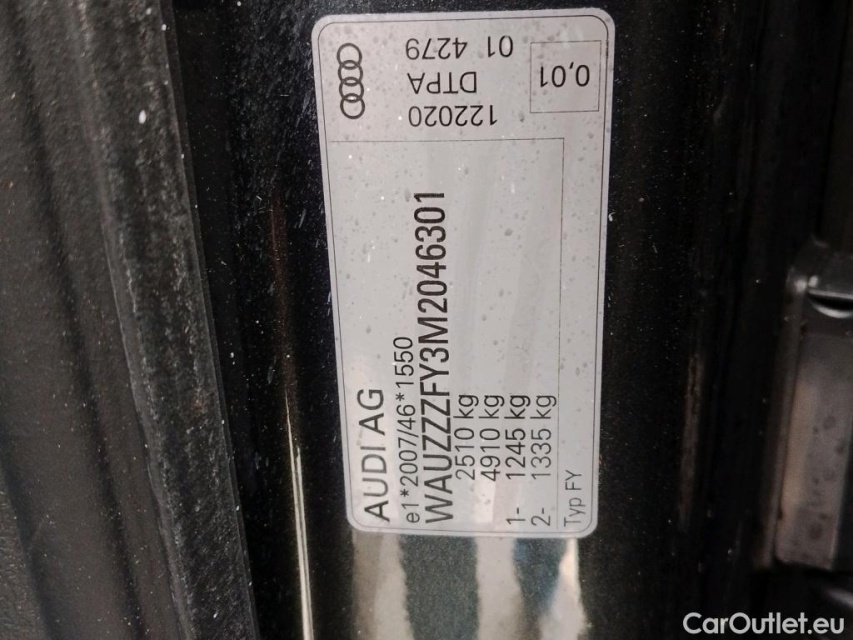 AUDI AG
e1*2007/46*1550
WAUZZZFY3M2046301
2510 kg
4910 kg
1- 1245 kg
2- 1335 kg
Typ FY
122020
DTPA
01 4279
0,01
CarOutlet.eu